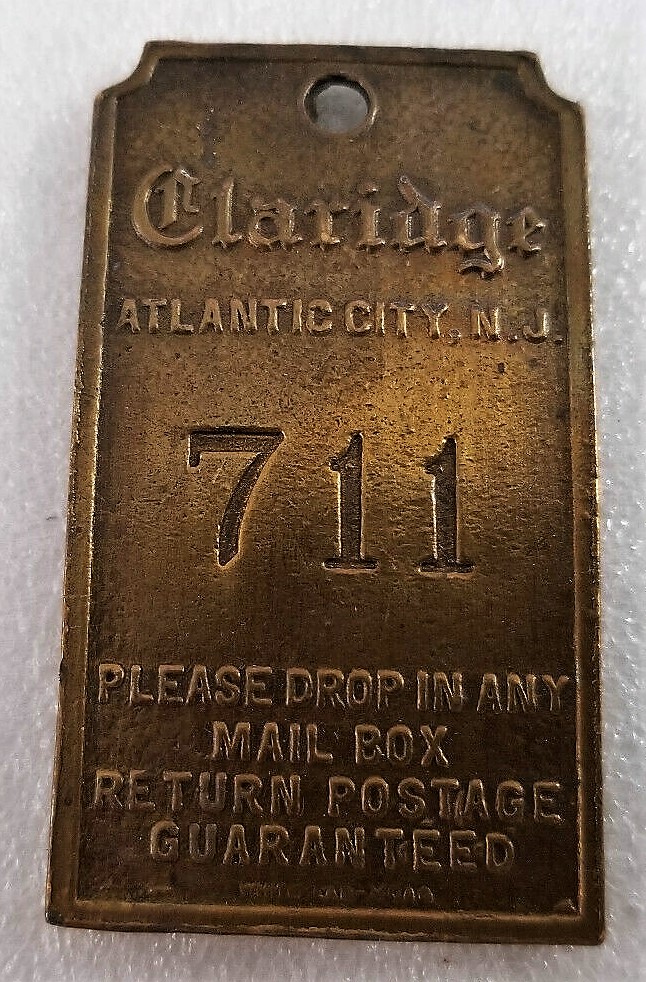 Claridge
ATLANTIC CITY, N.J.
711
PLEASE DROP IN ANY
MAIL BOX
RETURN POSTAGE
GUARANTEED